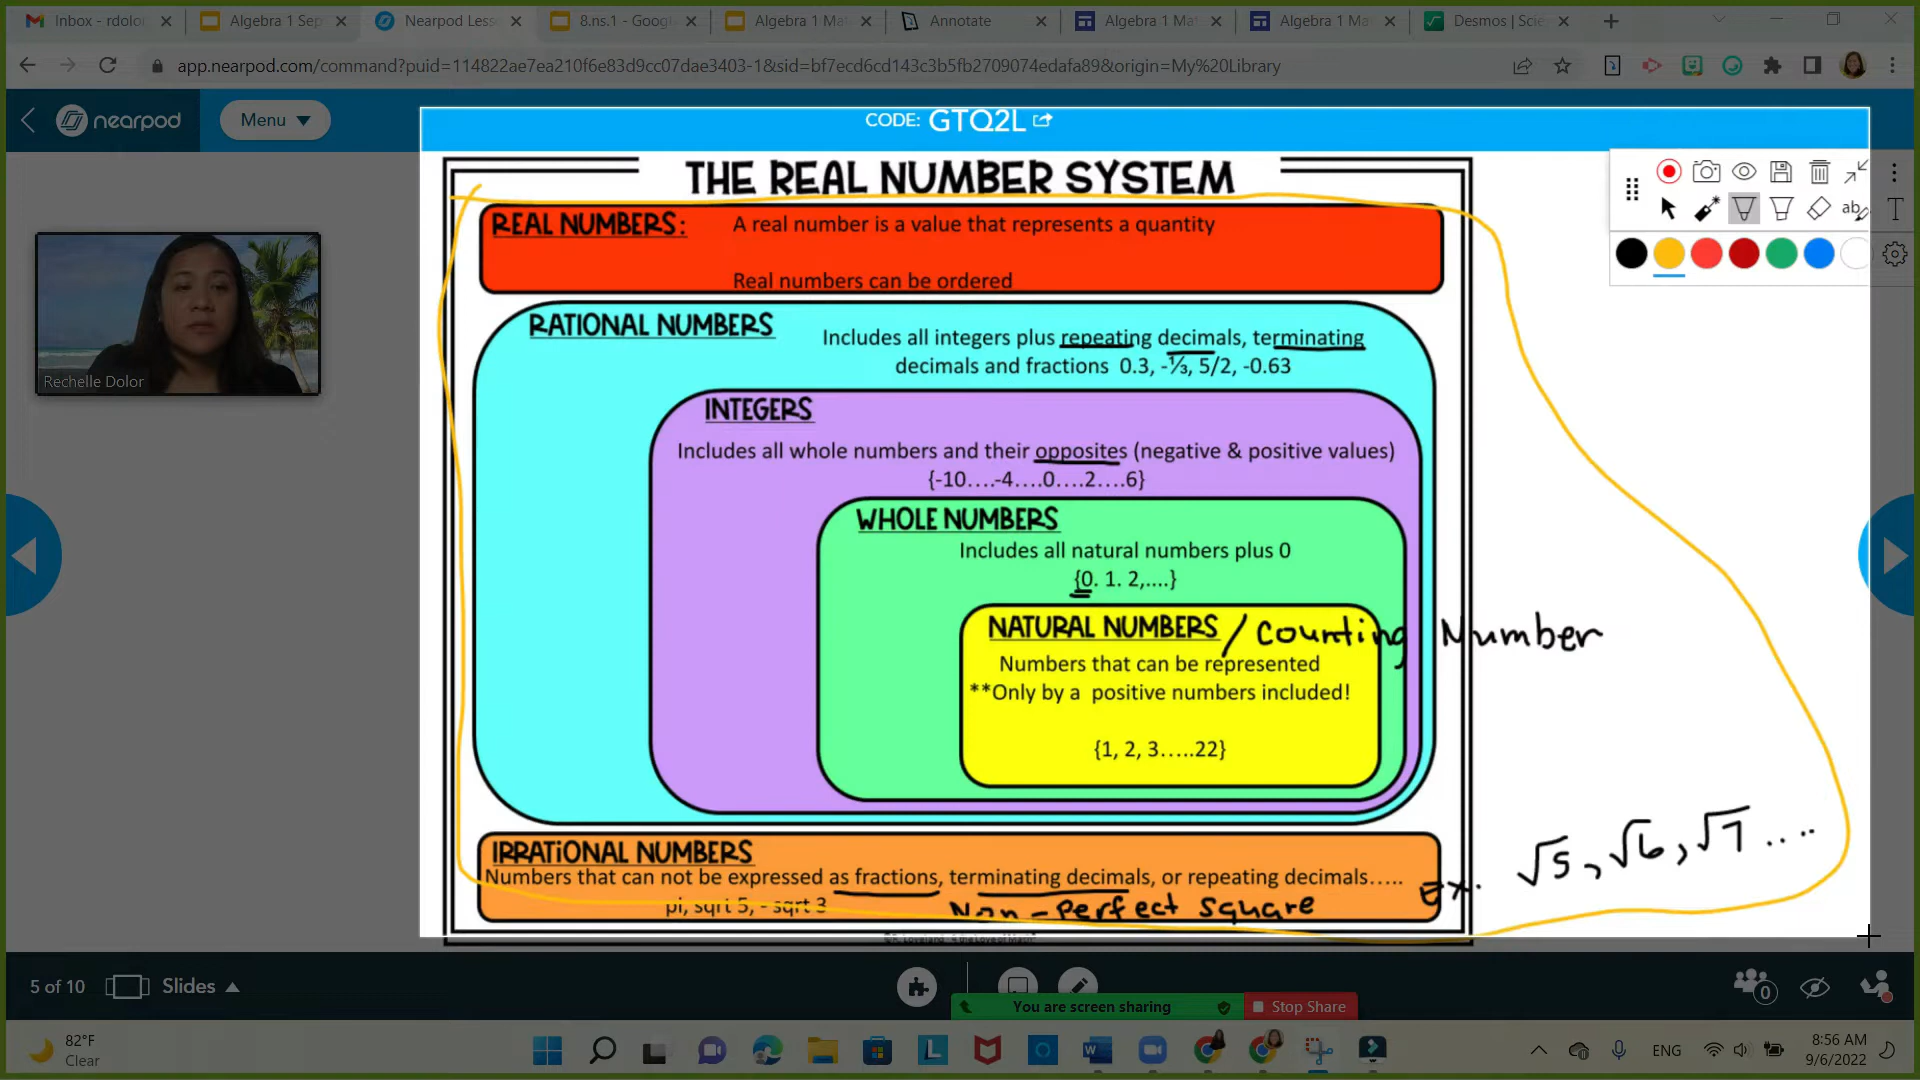 Inbox - rdolo
Algebra 1 Sep
Nearpod Less
8.ns.1 - Googl
Algebra 1 Mat
Annotate
Algebra 1 Mat
Algebra 1 Ma
Desmos | Scie
app.nearpod.com/command?puid=114822ae7ea210f6e83d9cc07dae3403-1&sid=bf7ecd6cd143c3b5fb2709074edafa89&origin=My%20Library
nearpod
Menu
CODE: GTQ2L
THE REAL NUMBER SYSTEM
REAL NUMBERS: A real number is a value that represents a quantity
Real numbers can be ordered
RATIONAL NUMBERS Includes all integers plus repeating decimals, terminating
decimals and fractions 0.3, -⅓, 5/2, -0.63
INTEGERS
Includes all whole numbers and their opposites (negative & positive values)
{-10….-4….0….2….6}
WHOLE NUMBERS
Includes all natural numbers plus 0
{0. 1. 2,....}
NATURAL NUMBERS / Counting Number
Numbers that can be represented
**Only by a positive numbers included!
{1, 2, 3…..22}
IRRATIONAL NUMBERS
Numbers that can not be expressed as fractions, terminating decimals, or repeating decimals…..
pi, sqrt 5, - sqrt 3 Non-perfect square
Ex. √5, √6, √7....
Rechelle Dolor
ab
T
5 of 10
Slides
0
You are screen sharing
Stop Share
82°F
Clear
L
W
ENG
8:56 AM
9/6/2022